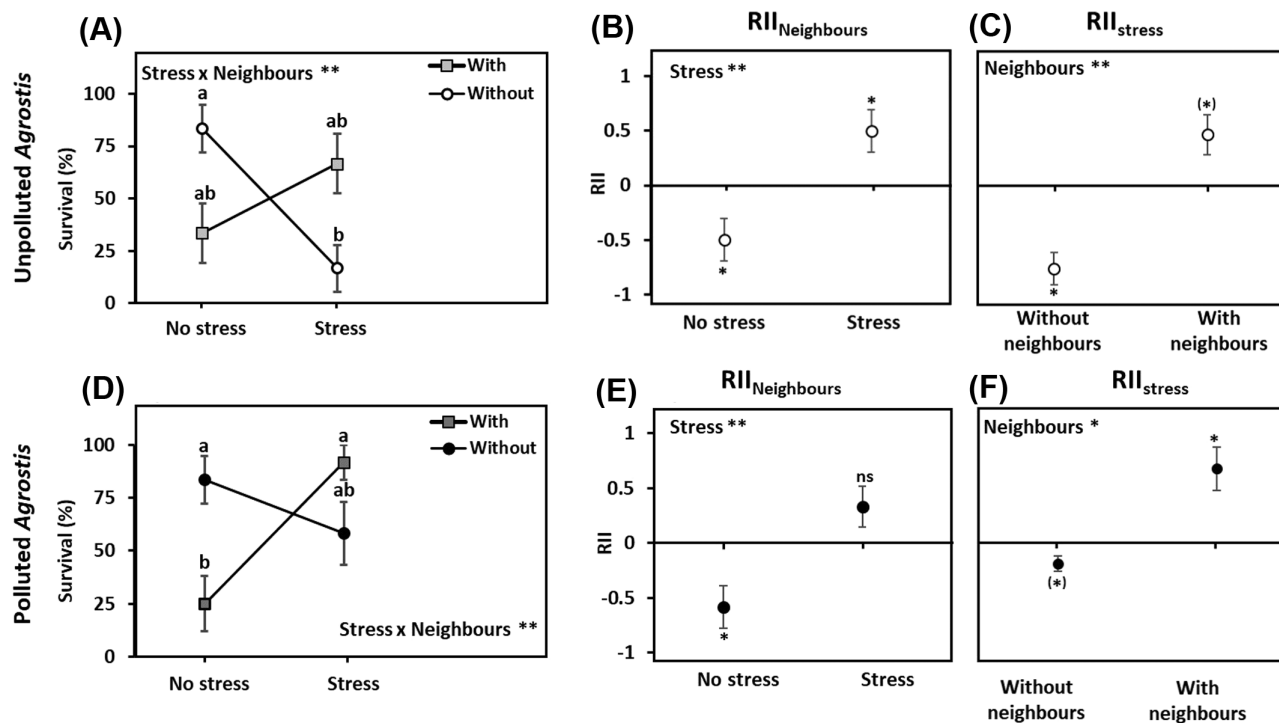 (A)
Unpolluted Agrostis
Survival (%)
Stress x Neighbours **
With
Without
100
75
50
25
0
a
ab
ab
b
No stress
Stress
(B)
RIINeighbours
Stress **
RII
1
0.5
0
-0.5
-1
*
*
No stress
Stress
(C)
RIIstress
Neighbours **
(*)
*
Without
neighbours
With
neighbours
(D)
Polluted Agrostis
Survival (%)
With
Without
100
75
50
25
0
a
a
ab
b
Stress x Neighbours **
No stress
Stress
(E)
RIINeighbours
Stress **
RII
1
0.5
0
-0.5
-1
ns
*
No stress
Stress
(F)
RIIstress
Neighbours *
*
(*)
Without
neighbours
With
neighbours